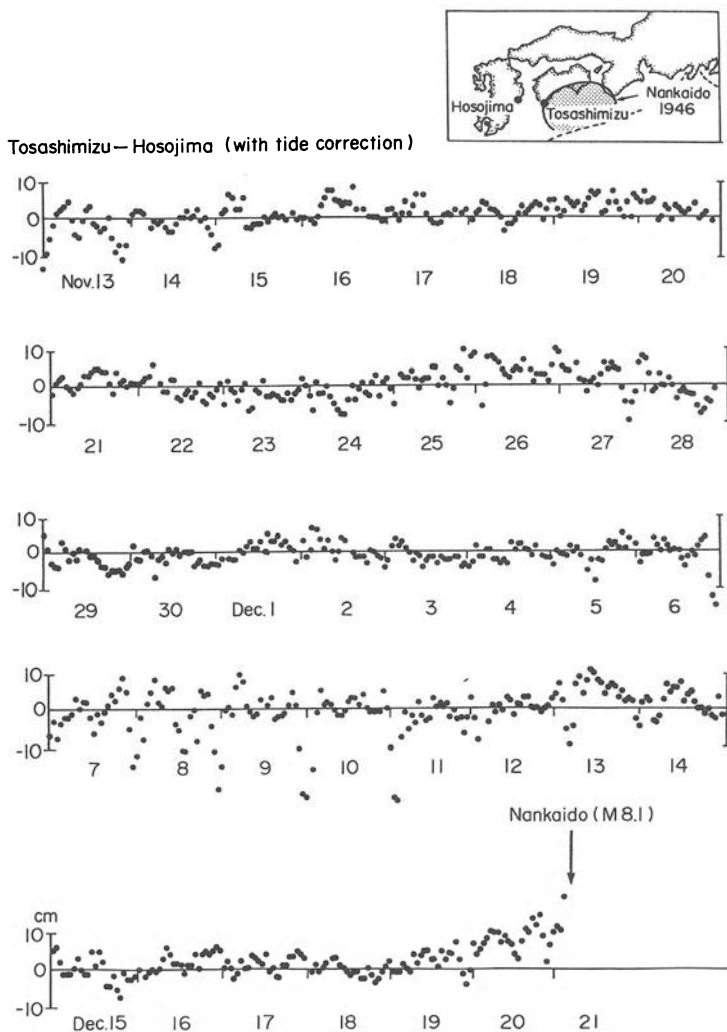 Hosojima
Nankaido
1946
Tosashimizu
Tosashimizu—Hosojima (with tide correction)
10
0
-10
Nov.13 14 15 16 17 18 19 20
10
0
-10
21 22 23 24 25 26 27 28
10
0
-10
29 30 Dec. 1 2 3 4 5 6
10
0
-10
7 8 9 10 11 12 13 14
Nankaido (M 8.1)
cm
10
0
-10
Dec.15 16 17 18 19 20 21